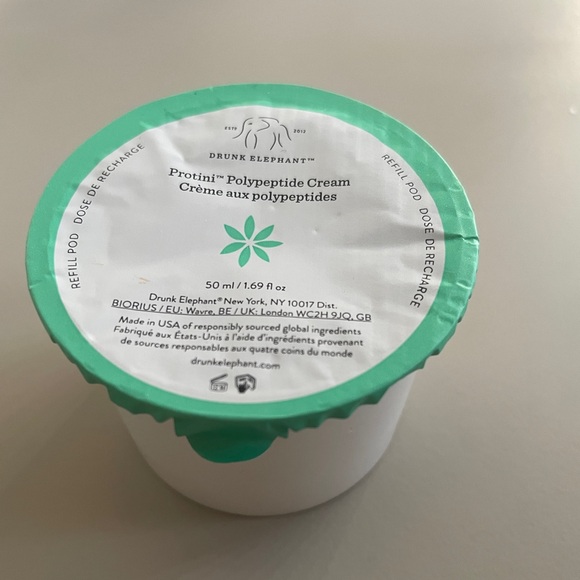 ESTD 2012
DRUNK ELEPHANT™
Protini™ Polypeptide Cream
Crème aux polypeptides
REFILL POD DOSE DE RECHARGE
REFILL POD DOSE DE RECHARGE
50 ml / 1.69 fl oz
Drunk Elephant® New York, NY 10017 Dist.
BIORIUS / EU: Wavre, BE / UK: London WC2H 9JQ, GB
Made in USA of responsibly sourced global ingredients
Fabriqué aux États-Unis à l'aide d'ingrédients provenant
de sources responsables aux quatre coins du monde
drunkelephant.com